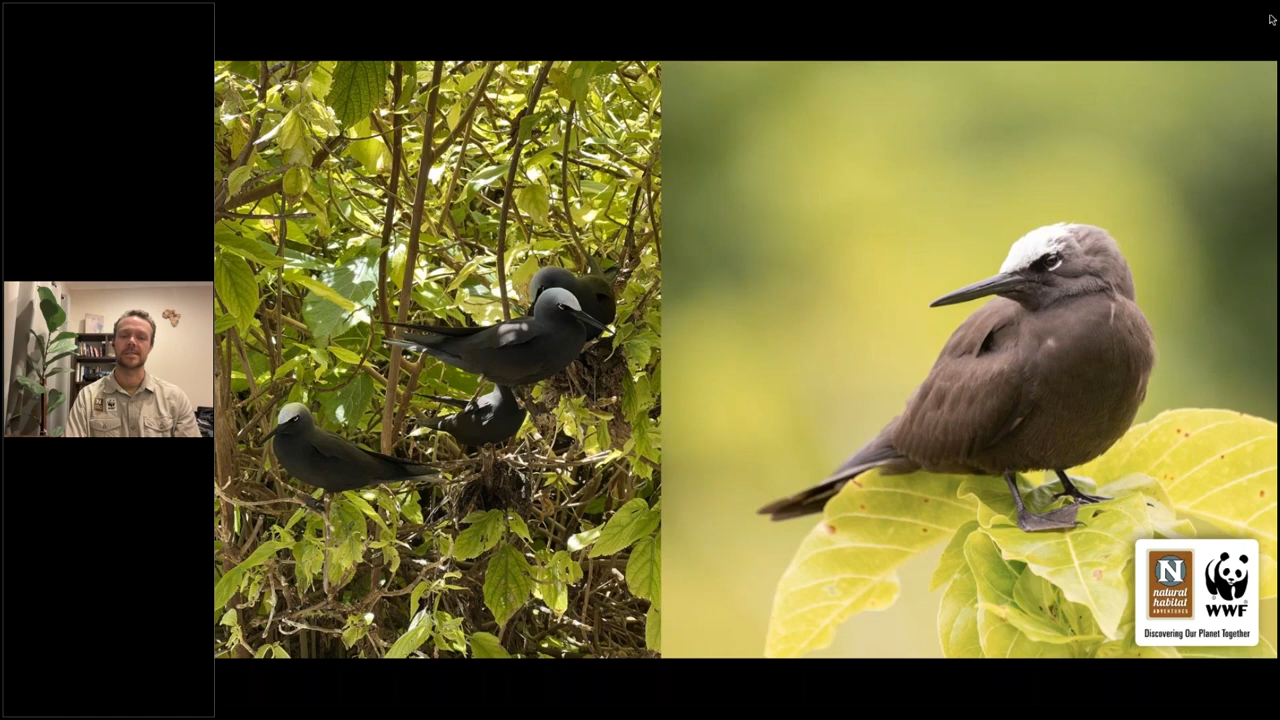 N
natural
habitat
ADVENTURES
WWF
Discovering Our Planet Together